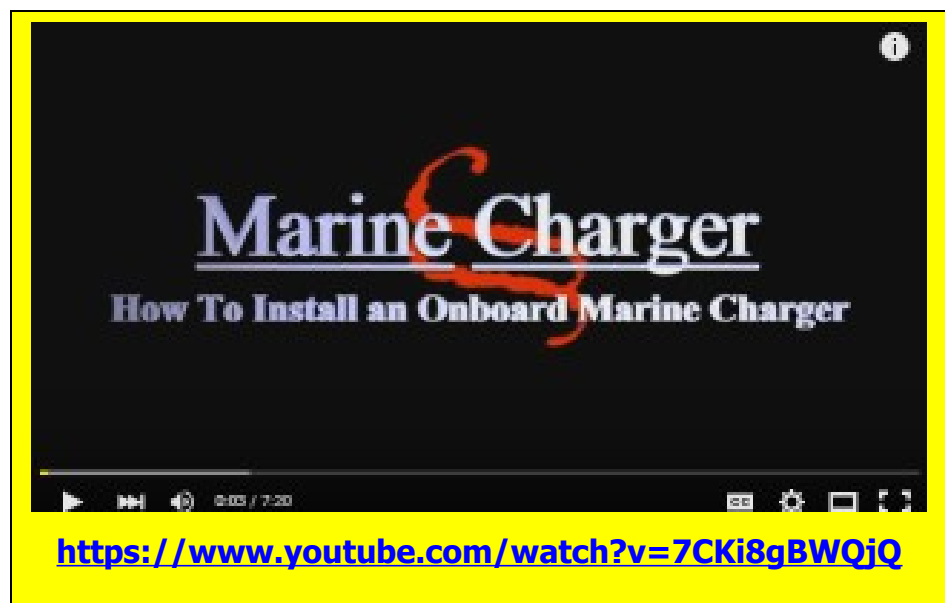 Marine Charger
How To Install an Onboard Marine Charger
0:03 / 7:20
https://www.youtube.com/watch?v=7CKi8gBWQjQ